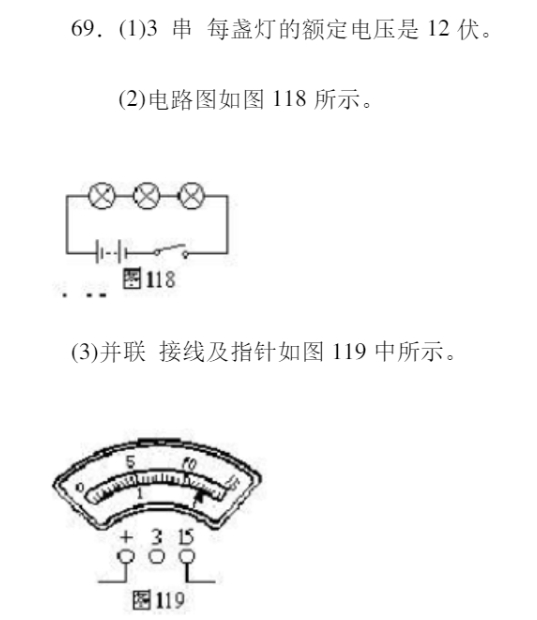 69．(1)3 串 每盏灯的额定电压是 12 伏。
(2)电路图如图 118 所示。
图118
(3)并联 接线及指针如图 119 中所示。
0 5 10 15
1
+ 3 15
图119